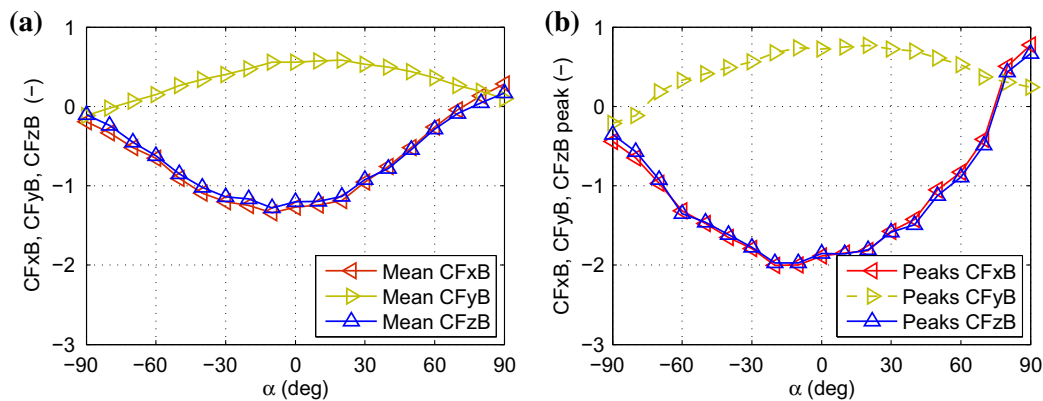 (a)
CFxB, CFyB, CFzB (−)
1
0
−1
−2
−3
−90
−60
−30
0
30
60
90
α (deg)
Mean CFxB
Mean CFyB
Mean CFzB
(b)
CFxB, CFyB, CFzB peak (−)
1
0
−1
−2
−3
−90
−60
−30
0
30
60
90
α (deg)
Peaks CFxB
Peaks CFyB
Peaks CFzB